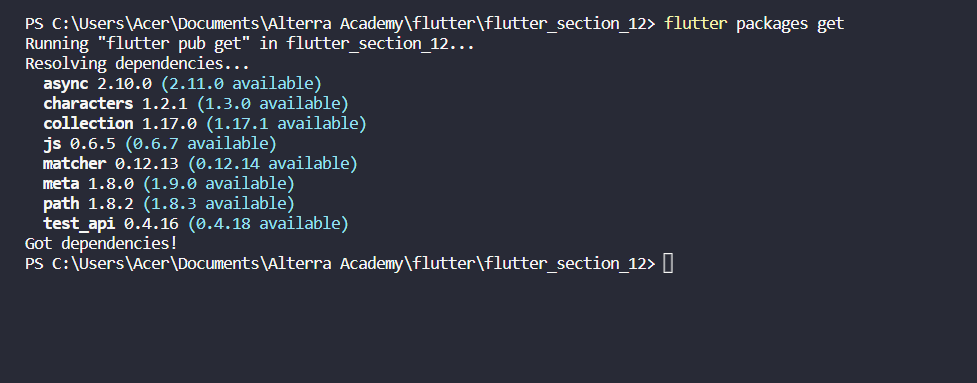 PS C:\Users\Acer\Documents\Alterra Academy\flutter\flutter_section_12> flutter packages get
Running "flutter pub get" in flutter_section_12...
Resolving dependencies...
  async 2.10.0 (2.11.0 available)
  characters 1.2.1 (1.3.0 available)
  collection 1.17.0 (1.17.1 available)
  js 0.6.5 (0.6.7 available)
  matcher 0.12.13 (0.12.14 available)
  meta 1.8.0 (1.9.0 available)
  path 1.8.2 (1.8.3 available)
  test_api 0.4.16 (0.4.18 available)
Got dependencies!
PS C:\Users\Acer\Documents\Alterra Academy\flutter\flutter_section_12>